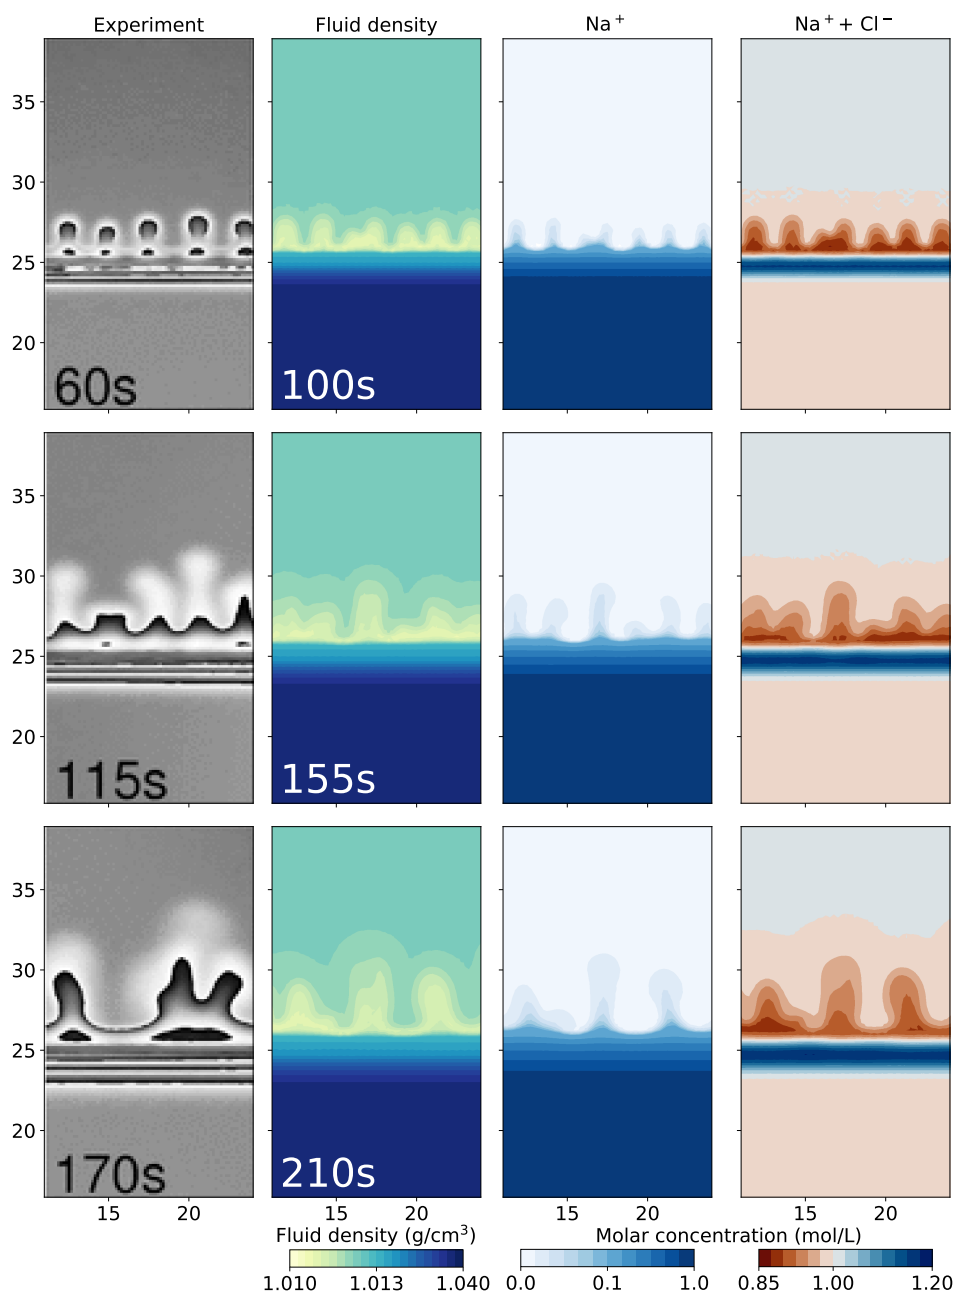 Experiment Fluid density Na⁺ Na⁺ + Cl⁻
35
30
25
20
60s 100s
35
30
25
20
115s 155s
35
30
25
20
170s 210s
15 20 15 20 15 20 15 20
Fluid density (g/cm³) Molar concentration (mol/L)
1.010 1.013 1.040 0.0 0.1 1.0 0.85 1.00 1.20